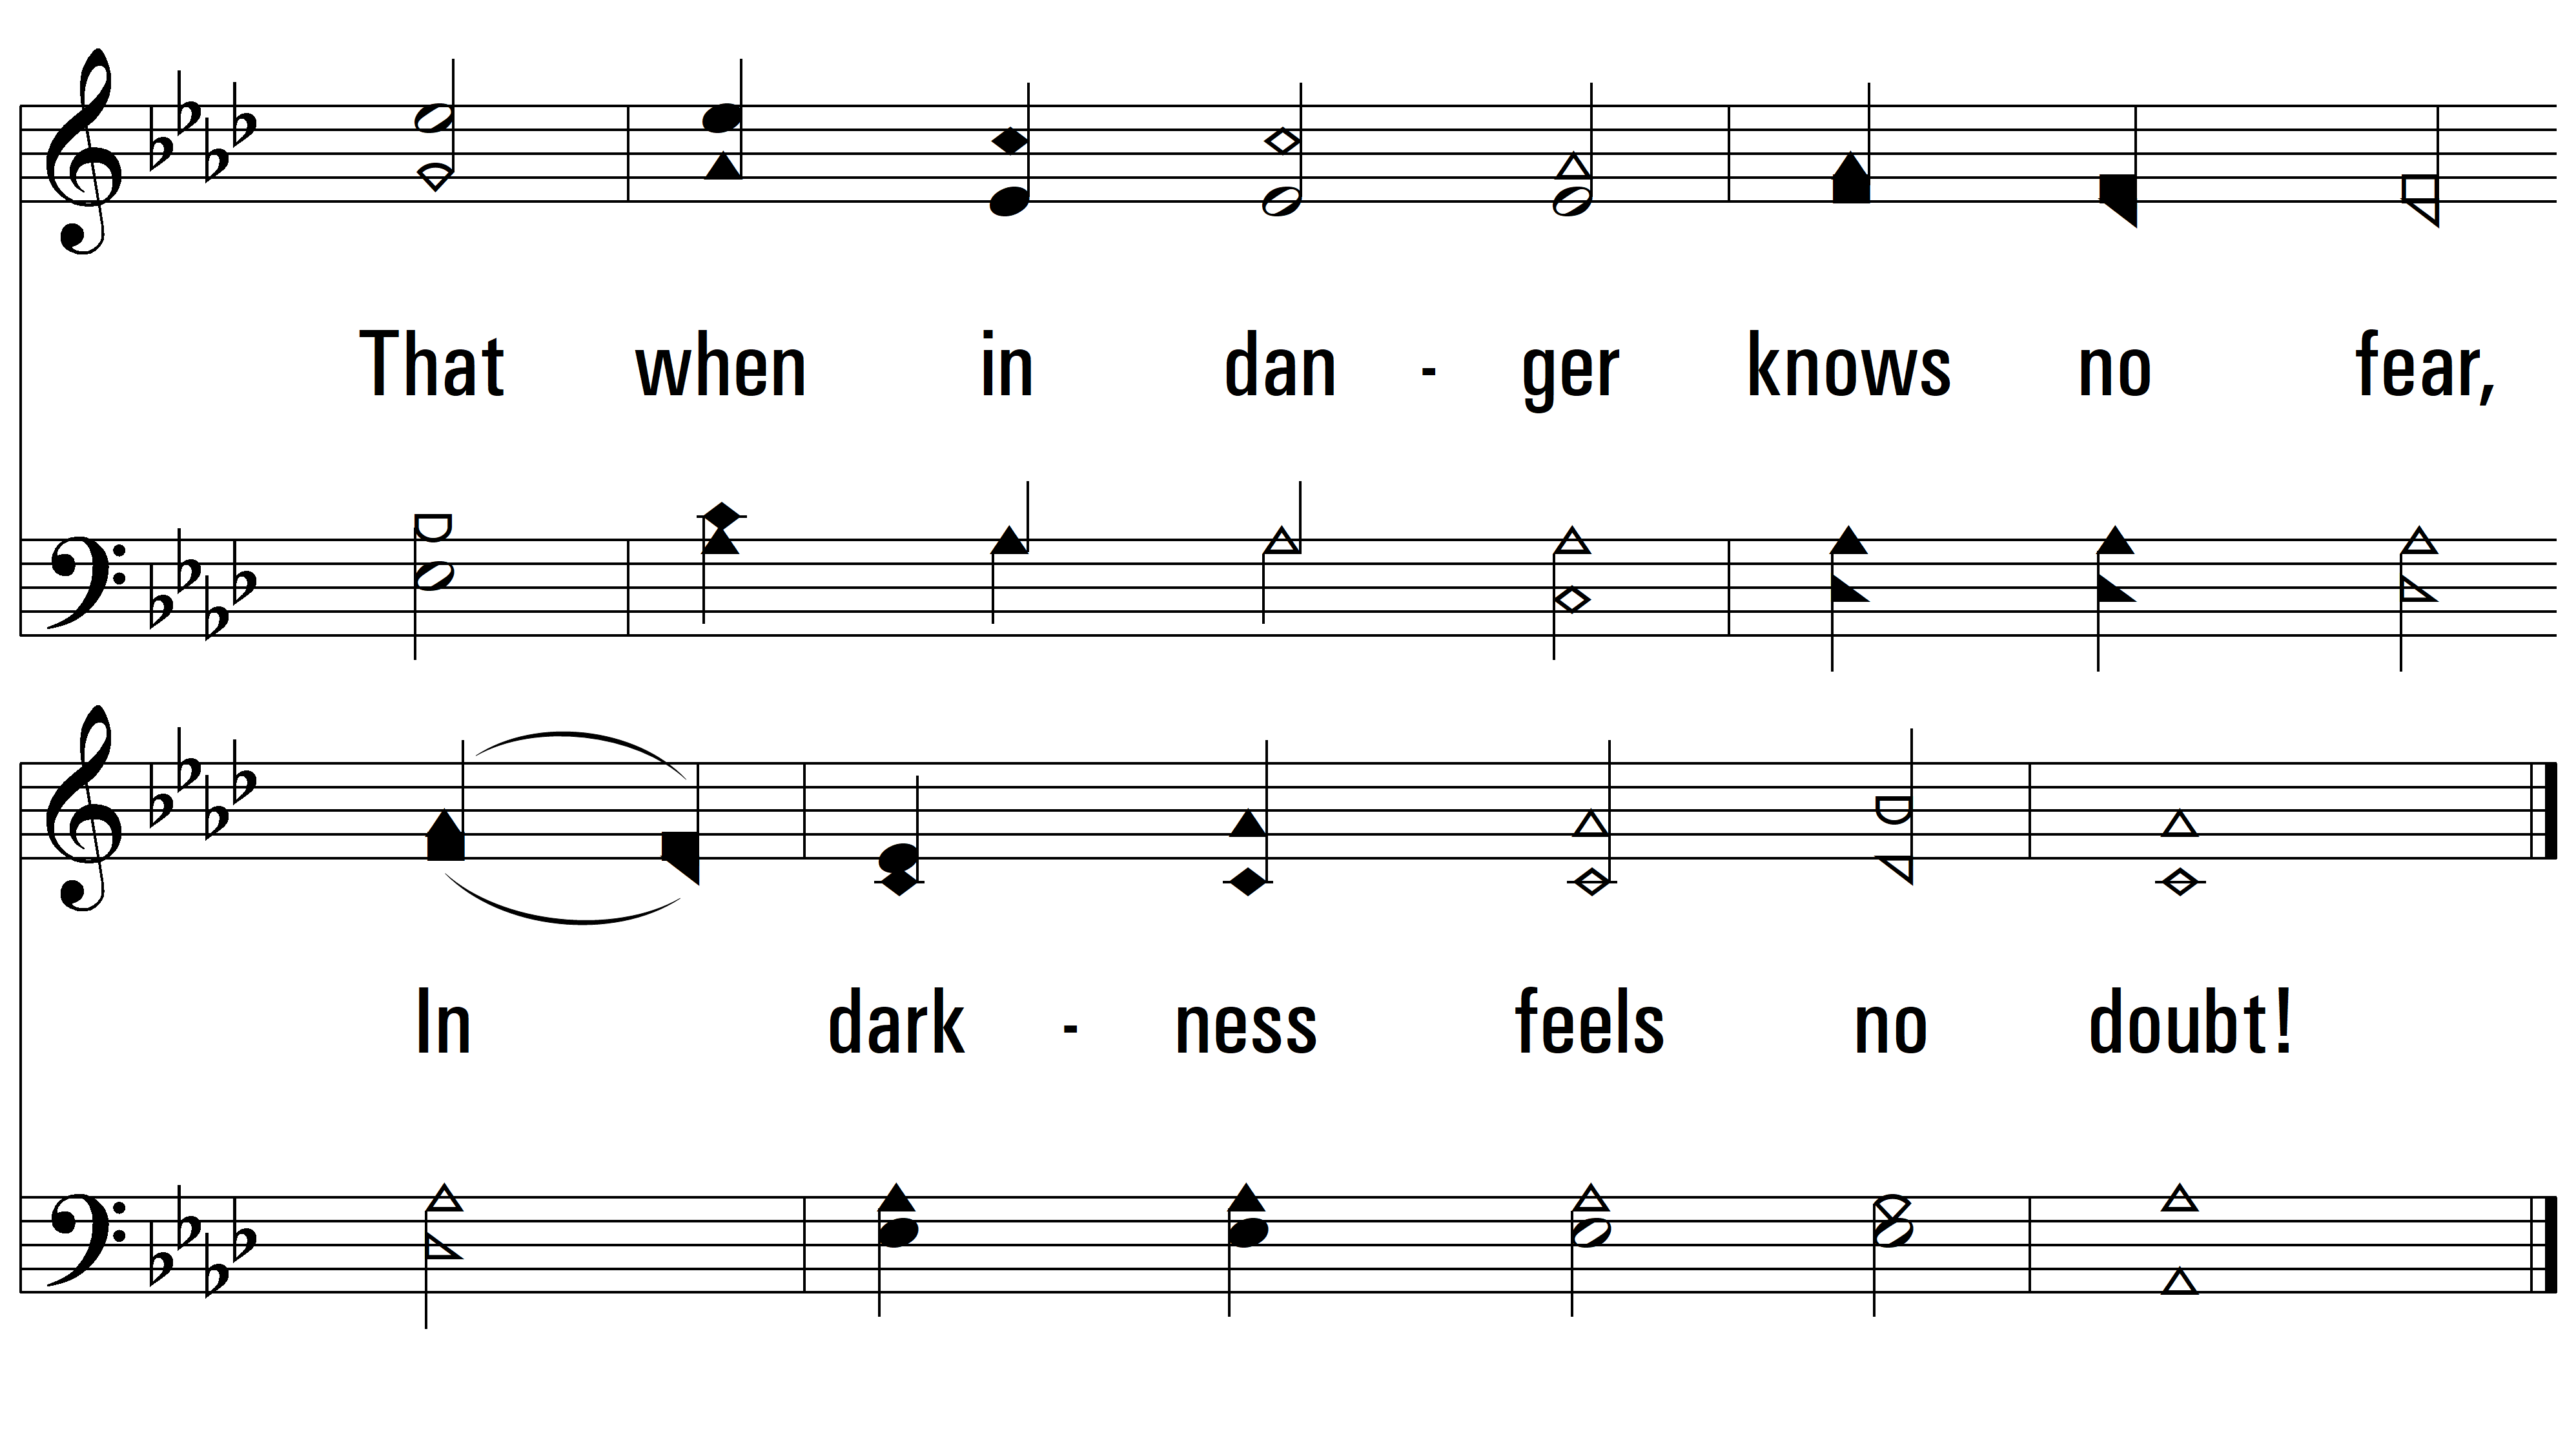 That when in dan - ger knows no fear,
In dark - ness feels no doubt!